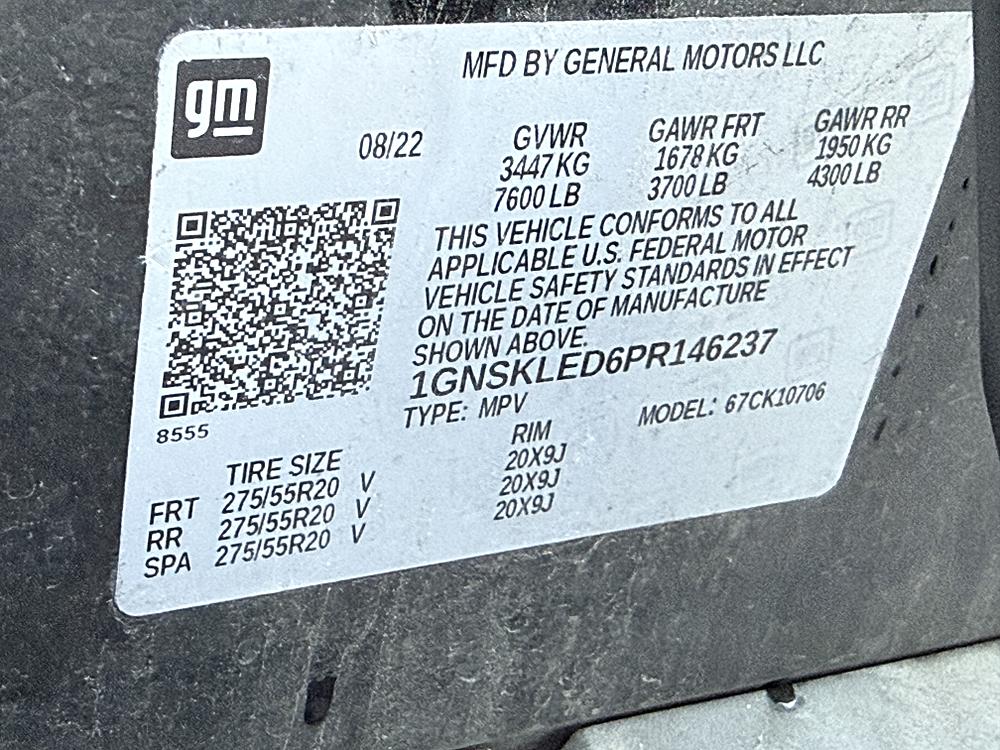 gm
MFD BY GENERAL MOTORS LLC
08/22 GVWR GAWR FRT GAWR RR
3447 KG 1678 KG 1950 KG
7600 LB 3700 LB 4300 LB
THIS VEHICLE CONFORMS TO ALL
APPLICABLE U.S. FEDERAL MOTOR
VEHICLE SAFETY STANDARDS IN EFFECT
ON THE DATE OF MANUFACTURE
SHOWN ABOVE.
1GNSKLED6PR146237
TYPE: MPV MODEL: 67CK10706
8555
TIRE SIZE RIM
FRT 275/55R20 V 20X9J
RR 275/55R20 V 20X9J
SPA 275/55R20 V 20X9J